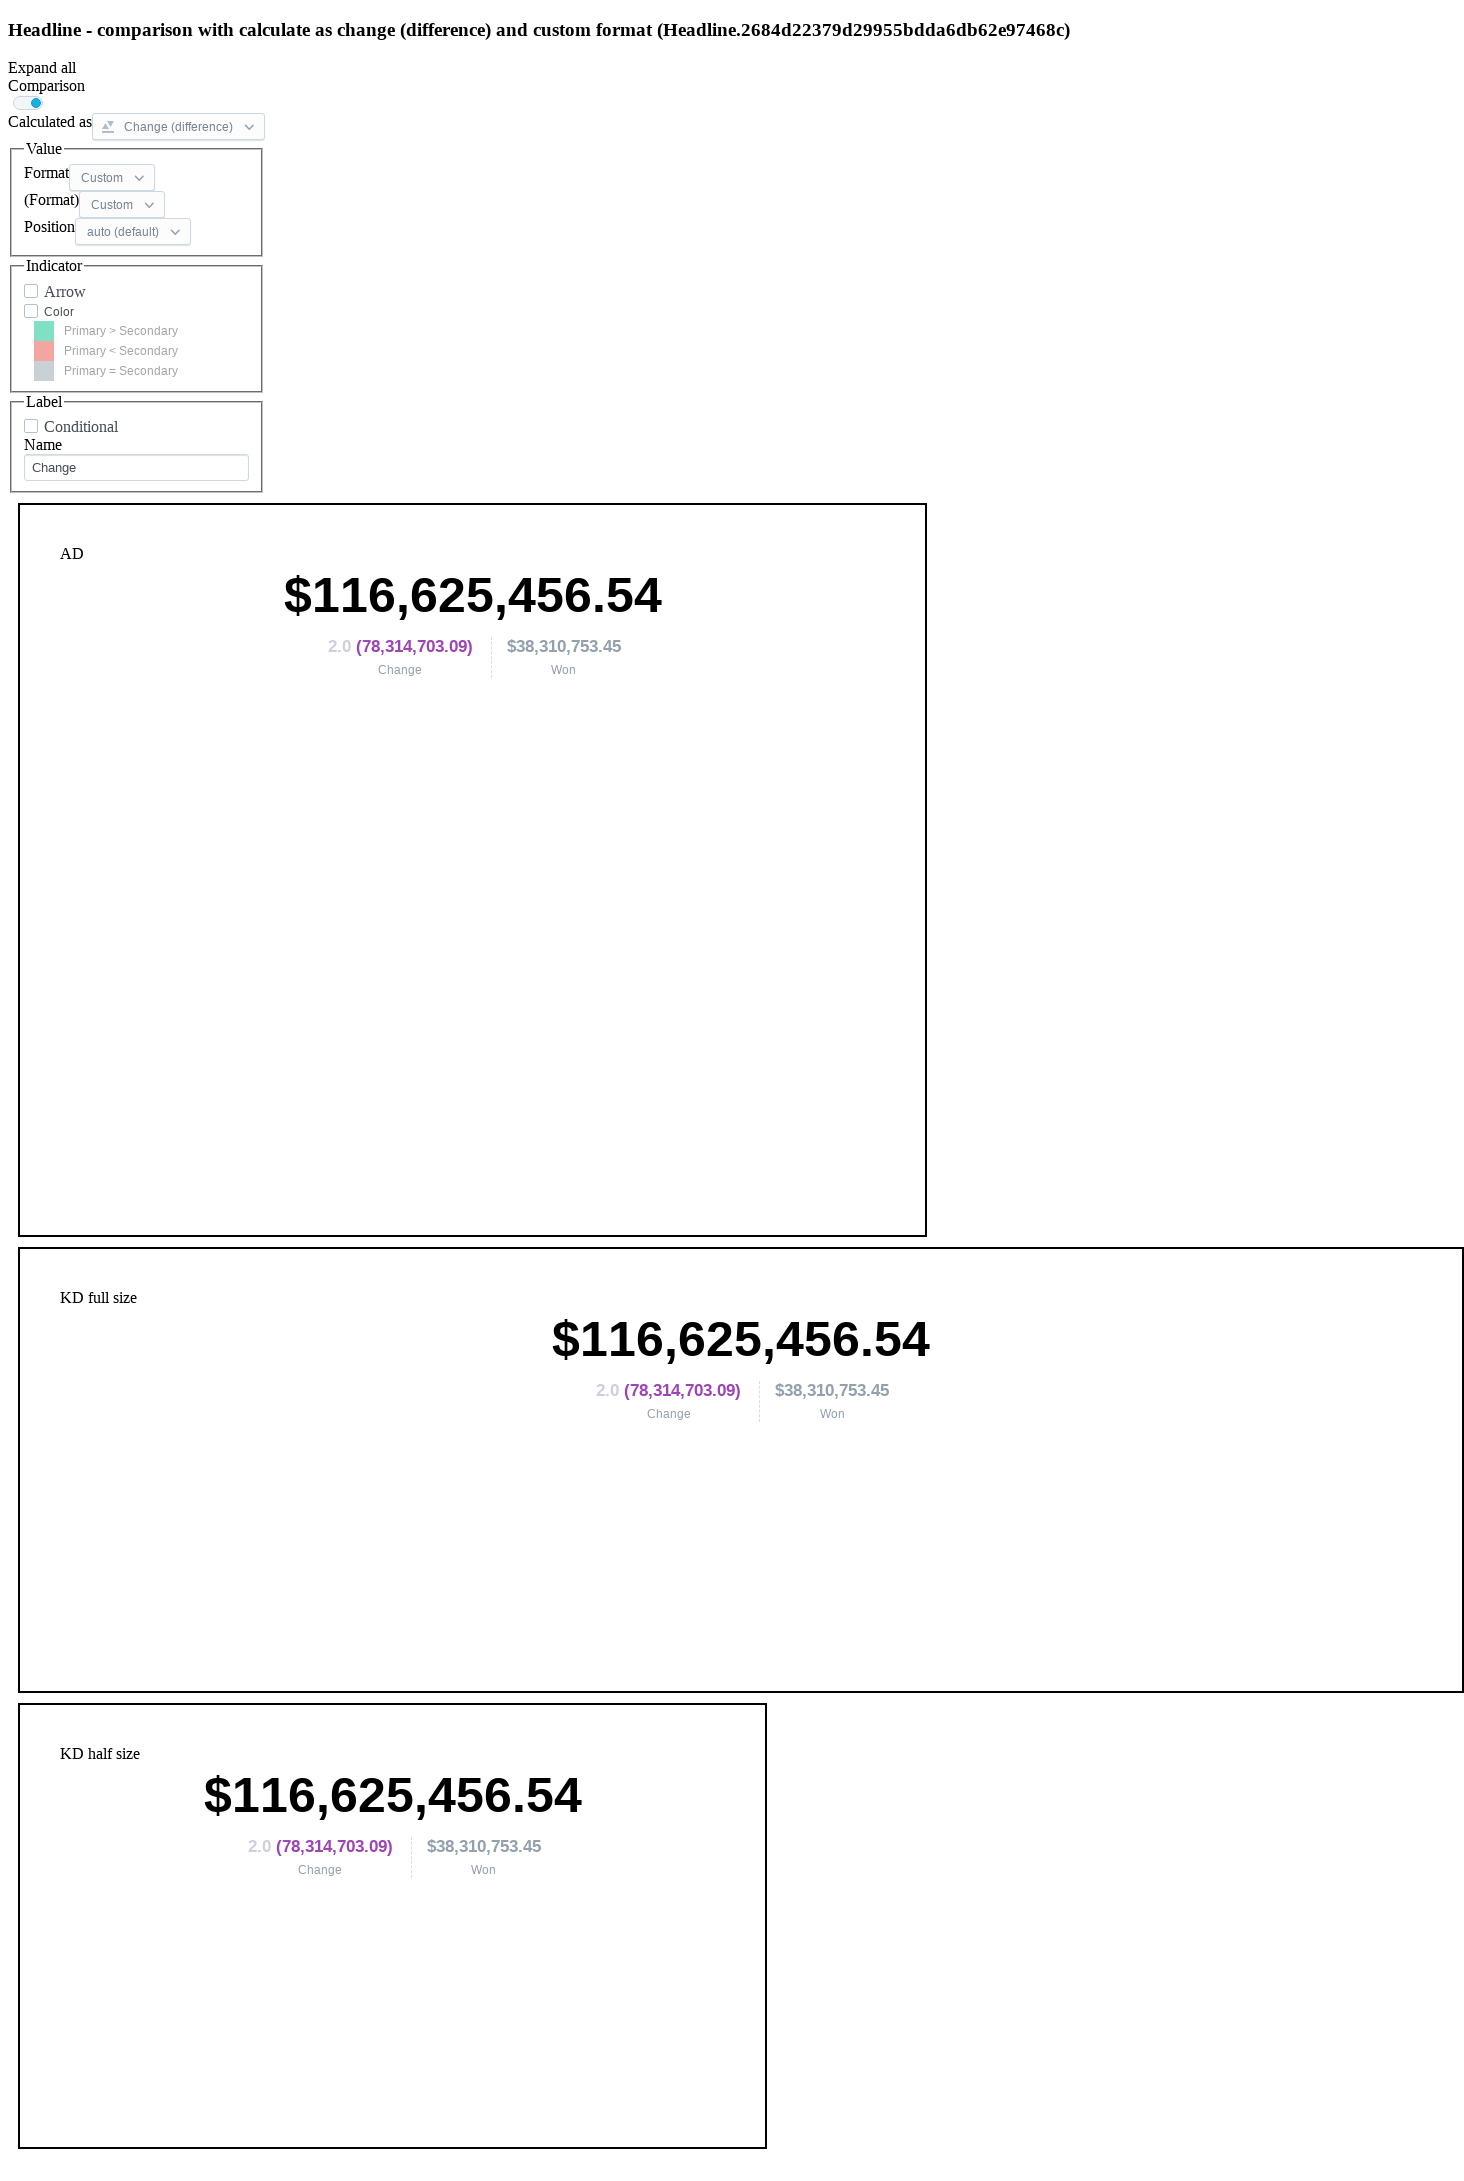 Headline - comparison with calculate as change (difference) and custom format (Headline.2684d22379d29955bdda6db62e97468c)
Expand all
Comparison
Calculated as Change (difference)
Value
Format Custom
(Format) Custom
Position auto (default)
Indicator
Arrow
Color
Primary > Secondary
Primary < Secondary
Primary = Secondary
Label
Conditional
Name
Change
AD
$116,625,456.54
2.0 (78,314,703.09) $38,310,753.45
Change Won
KD full size
$116,625,456.54
2.0 (78,314,703.09) $38,310,753.45
Change Won
KD half size
$116,625,456.54
2.0 (78,314,703.09) $38,310,753.45
Change Won